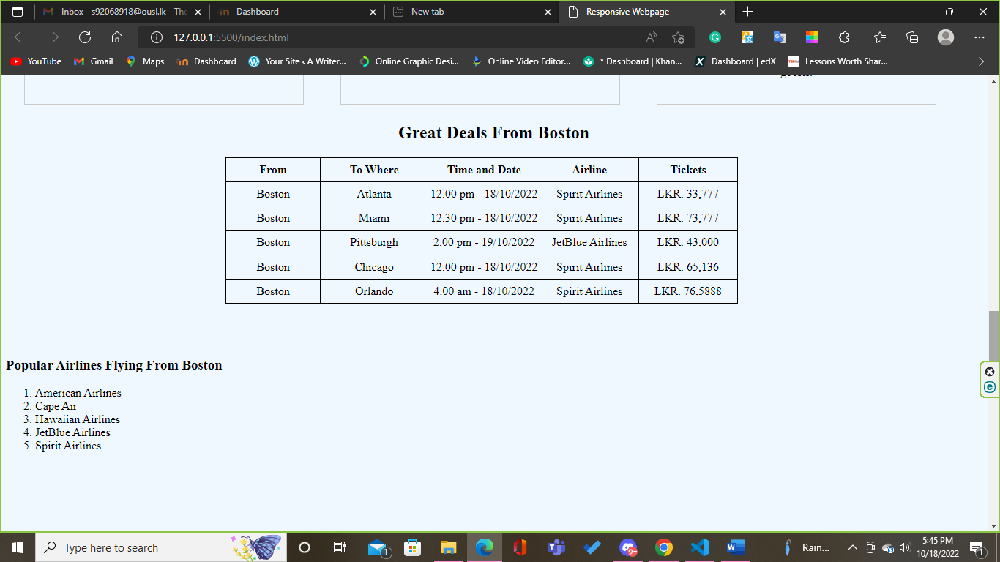 Inbox - s92068918@ousl.lk - The
Dashboard
New tab
Responsive Webpage
127.0.0.1:5500/index.html
YouTube
Gmail
Maps
Dashboard
Your Site ‹ A Writer...
Online Graphic Desi...
Online Video Editor...
* Dashboard | Khan...
Dashboard | edX
Lessons Worth Shar...
Great Deals From Boston
From To Where Time and Date Airline Tickets
Boston Atlanta 12.00 pm - 18/10/2022 Spirit Airlines LKR. 33,777
Boston Miami 12.30 pm - 18/10/2022 Spirit Airlines LKR. 73,777
Boston Pittsburgh 2.00 pm - 19/10/2022 JetBlue Airlines LKR. 43,000
Boston Chicago 12.00 pm - 18/10/2022 Spirit Airlines LKR. 65,136
Boston Orlando 4.00 am - 18/10/2022 Spirit Airlines LKR. 76,5888
Popular Airlines Flying From Boston
1. American Airlines
2. Cape Air
3. Hawaiian Airlines
4. JetBlue Airlines
5. Spirit Airlines
Type here to search
1
9+
Rain...
5:45 PM
10/18/2022
1